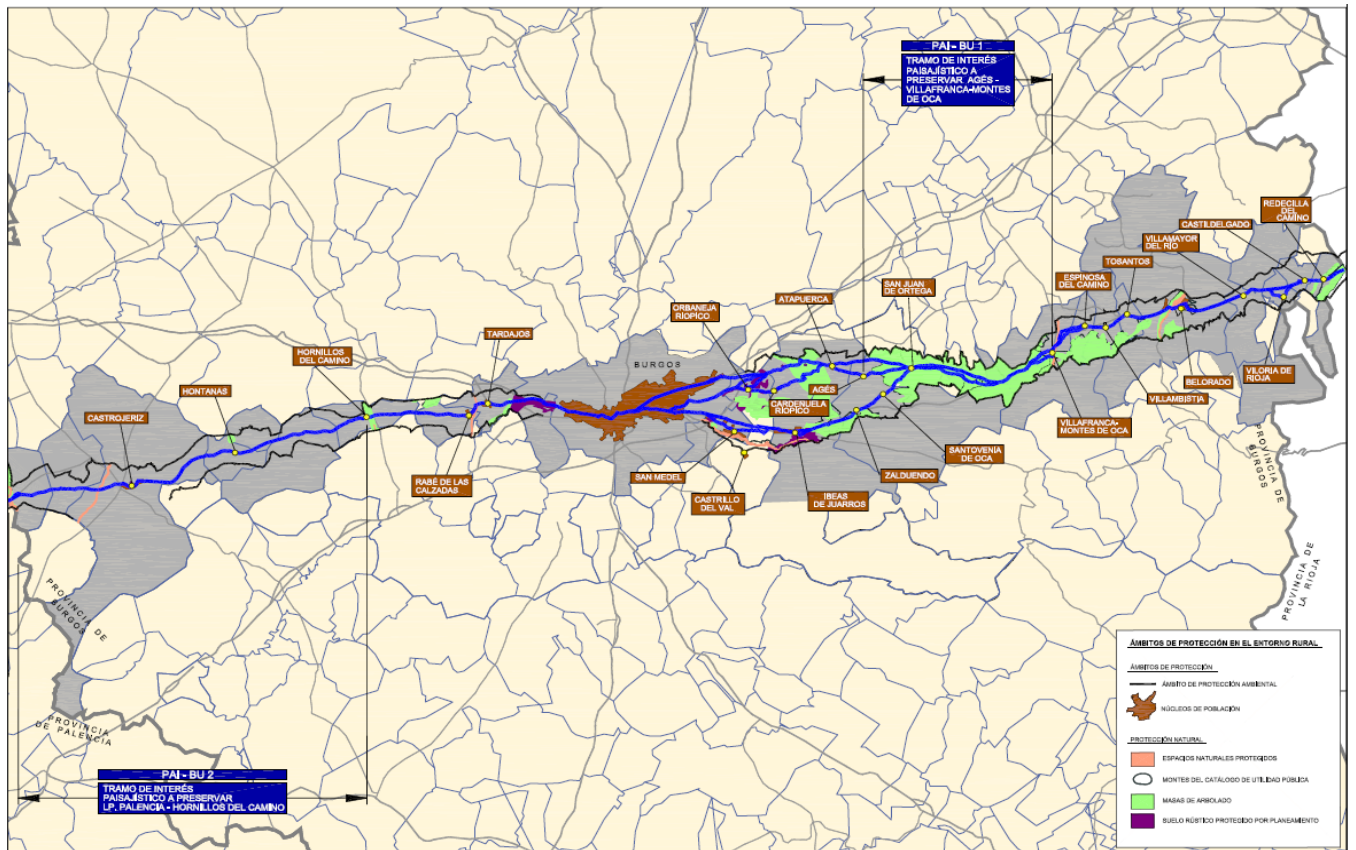 PAI - BU 1
TRAMO DE INTERÉS
PAISAJÍSTICO A
PRESERVAR. AGÉS -
VILLAFRANCA-MONTES
DE OCA
REDECILLA
DEL
CAMINO
CASTILDELGADO
VILLAMAYOR
DEL RÍO
TOSANTOS
ESPINOSA
DEL CAMINO
SAN JUAN
DE ORTEGA
ATAPUERCA
ORBANEJA
RÍOPICO
TARDAJOS
HORNILLOS
DEL CAMINO
BURGOS
HONTANAS
CASTROJERIZ
AGÉS
CARDEÑUELA
RÍOPICO
VILORIA DE
RIOJA
BELORADO
VILLAMBISTIA
VILLAFRANCA-
MONTES DE OCA
SANTOVENIA
DE OCA
ZALDUENDO
RABÉ DE LAS
CALZADAS
SAN MEDEL
CASTRILLO
DEL VAL
IBEAS
DE JUARROS
PROVINCIA DE
BURGOS
PROVINCIA DE
LA RIOJA
PROVINCIA DE
BURGOS
PROVINCIA
DE PALENCIA
PAI - BU 2
TRAMO DE INTERÉS
PAISAJÍSTICO A PRESERVAR
LP. PALENCIA - HORNILLOS DEL CAMINO
ÁMBITOS DE PROTECCIÓN EN EL ENTORNO RURAL
ÁMBITOS DE PROTECCIÓN
ÁMBITO DE PROTECCIÓN AMBIENTAL
NÚCLEOS DE POBLACIÓN
PROTECCIÓN NATURAL
ESPACIOS NATURALES PROTEGIDOS
MONTES DEL CATÁLOGO DE UTILIDAD PÚBLICA
MASAS DE ARBOLADO
SUELO RÚSTICO PROTEGIDO POR PLANEAMIENTO